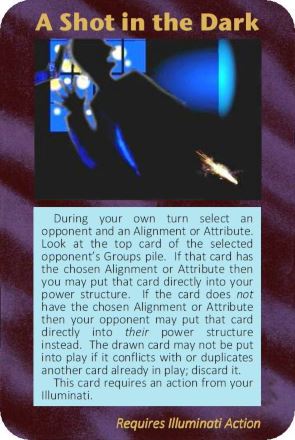 A Shot in the Dark
During your own turn select an
opponent and an Alignment or Attribute.
Look at the top card of the selected
opponent's Groups pile. If that card has
the chosen Alignment or Attribute then
you may put that card directly into your
power structure. If the card does not
have the chosen Alignment or Attribute
then your opponent may put that card
directly into their power structure
instead. The drawn card may not be put
into play if it conflicts with or duplicates
another card already in play; discard it.
This card requires an action from your
Illuminati.
Requires Illuminati Action